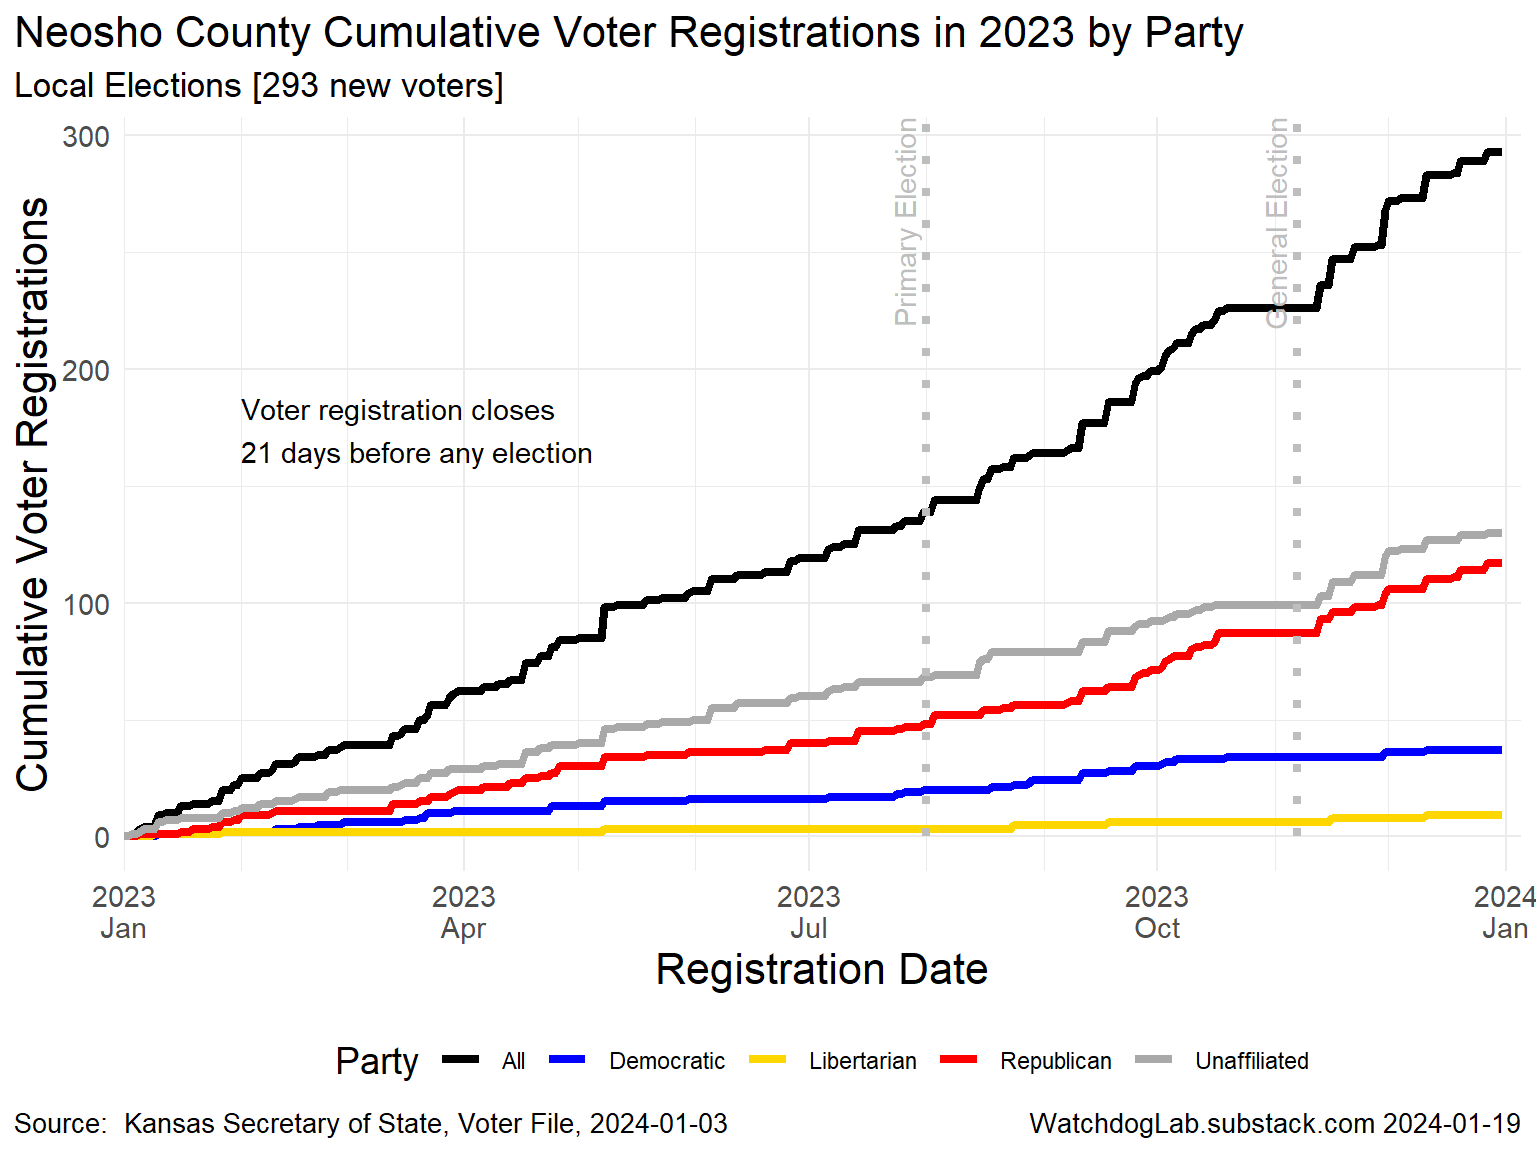 Neosho County Cumulative Voter Registrations in 2023 by Party
Local Elections [293 new voters]
Cumulative Voter Registrations
300
200
100
0
Primary Election
General Election
Voter registration closes
21 days before any election
2023 2023 2023 2023 2024
Jan Apr Jul Oct Jan
Registration Date
Party All Democratic Libertarian Republican Unaffiliated
Source:  Kansas Secretary of State, Voter File, 2024-01-03
WatchdogLab.substack.com 2024-01-19